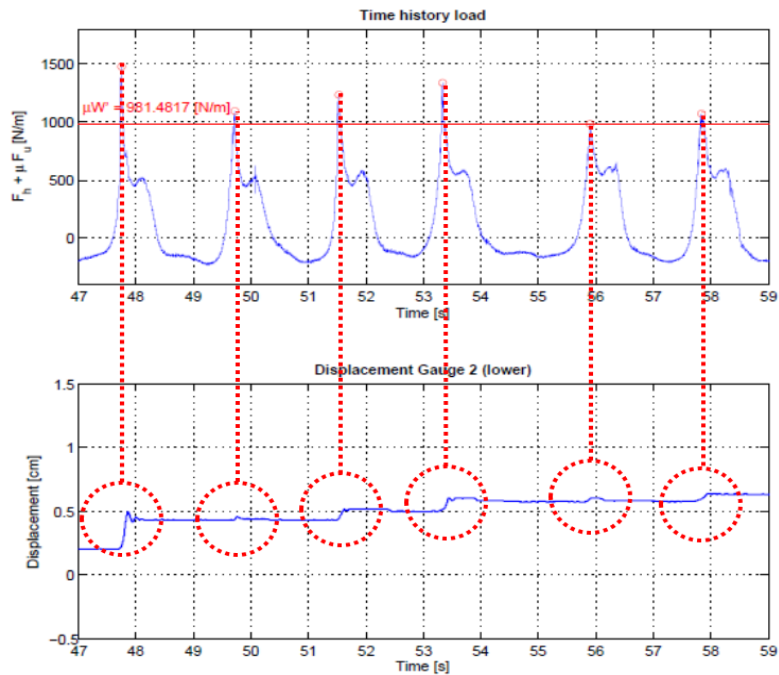 Time history load
1500
μW' = 981.4817 [N/m]
1000
500
0
F_h + μ F_u [N/m]
47 48 49 50 51 52 53 54 55 56 57 58 59
Time [s]
Displacement Gauge 2 (lower)
1.5
1
0.5
0
−0.5
Displacement [cm]
47 48 49 50 51 52 53 54 55 56 57 58 59
Time [s]